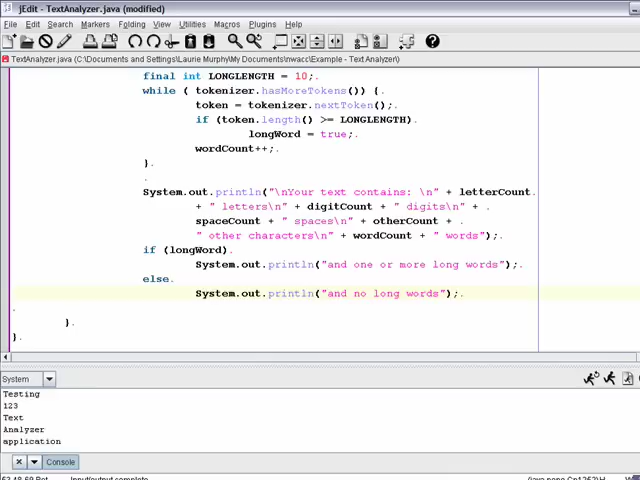 jEdit - TextAnalyzer.java (modified)
File Edit Search Markers Folding View Utilities Macros Plugins Help
TextAnalyzer.java (C:\Documents and Settings\Laurie Murphy\My Documents\nwacc\Example - Text Analyzer\)
final int LONGLENGTH = 10;.
while ( tokenizer.hasMoreTokens()) {.
token = tokenizer.nextToken();.
if (token.length() >= LONGLENGTH).
longWord = true;.
wordCount++;.
}.
.
System.out.println("\nYour text contains: \n" + letterCount.
+ " letters\n" + digitCount + " digits\n" + .
spaceCount + " spaces\n" + otherCount + .
" other characters\n" + wordCount + " words");.
if (longWord).
System.out.println("and one or more long words");.
else.
System.out.println("and no long words");.
.
}.
}.
System
Testing
123
Text
Analyzer
application
Console
Input/output complete